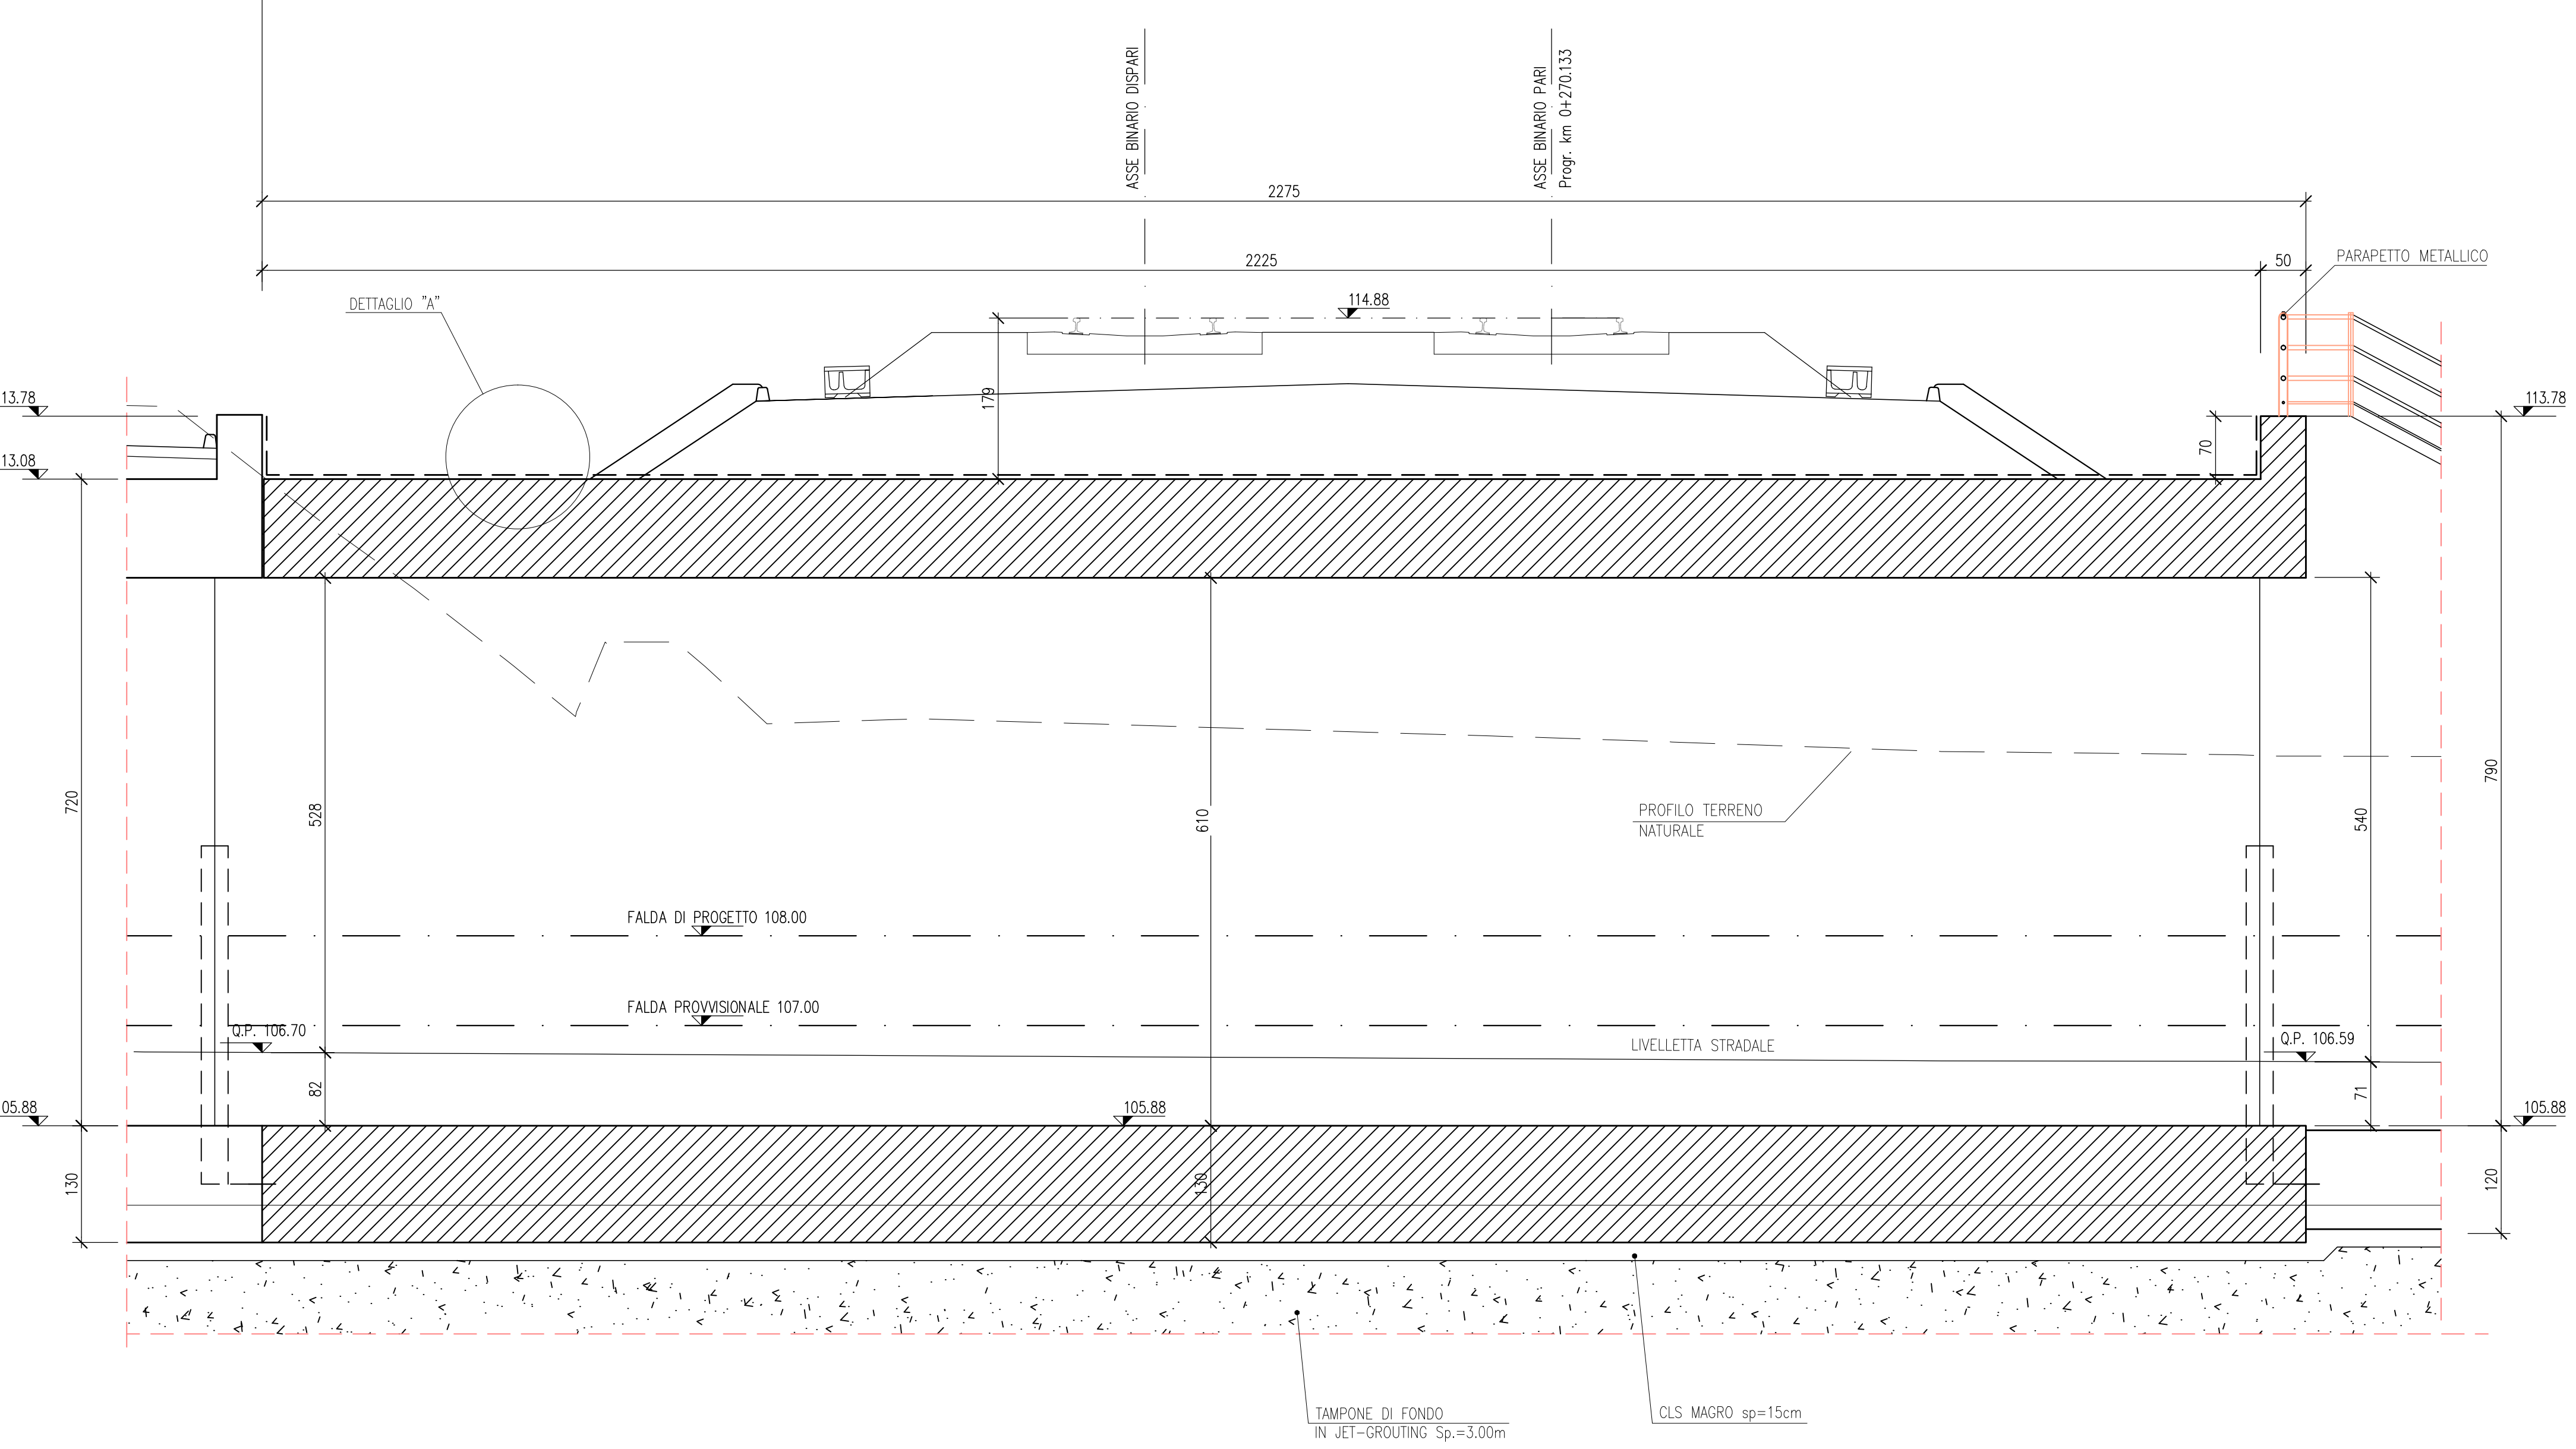 ASSE BINARIO DISPARI
ASSE BINARIO PARI
Progr. km 0+270.133
2275
2225
50
PARAPETTO METALLICO
DETTAGLIO "A"
114.88
179
13.78
113.78
70
13.08
720
528
610
540
790
PROFILO TERRENO
NATURALE
FALDA DI PROGETTO 108.00
FALDA PROVVISIONALE 107.00
Q.P. 106.70
LIVELLETTA STRADALE
Q.P. 106.59
82
71
05.88
105.88
105.88
130
130
120
TAMPONE DI FONDO
IN JET-GROUTING Sp.=3.00m
CLS MAGRO sp=15cm